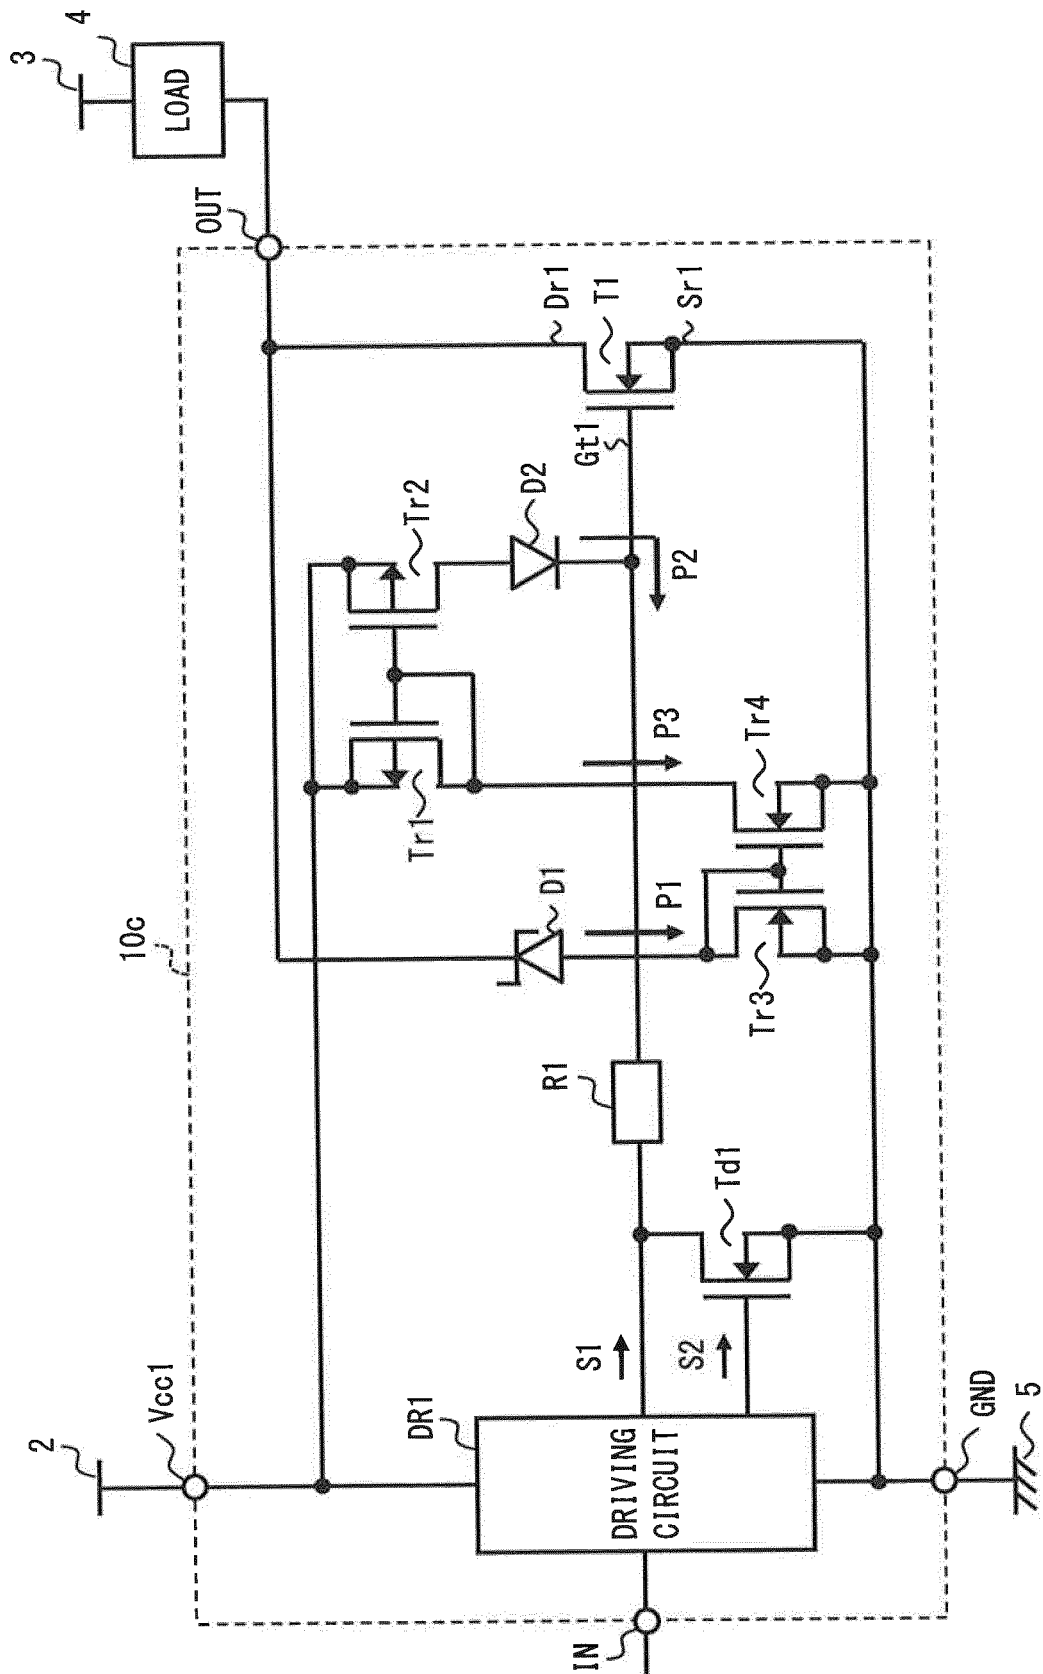 3
4
LOAD
OUT
Dr1
T1
Sr1
Gt1
Tr2
D2
P2
P3
Tr4
Tr1
D1
P1
Tr3
10c
R1
Td1
S1
S2
Vcc1
2
DR1
DRIVING
CIRCUIT
GND
5
IN